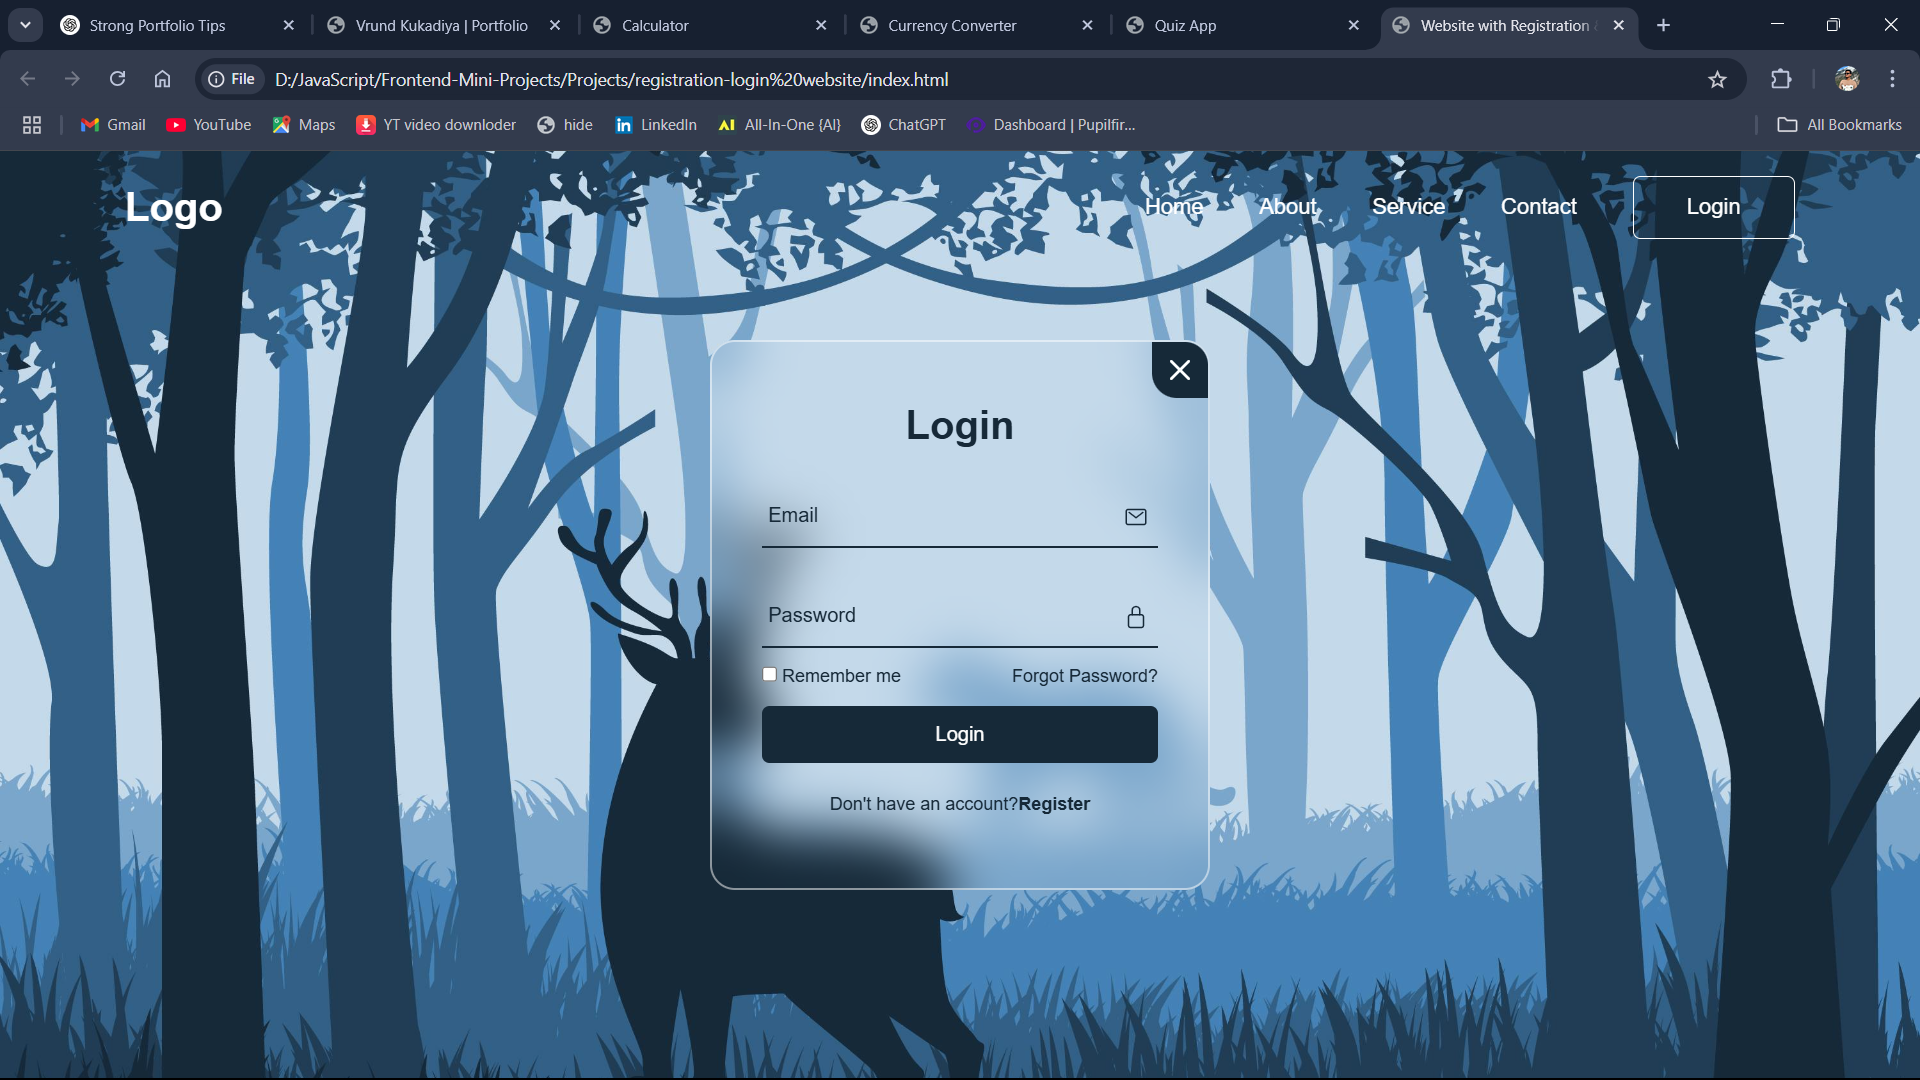 Strong Portfolio Tips
Vrund Kukadiya | Portfolio
Calculator
Currency Converter
Quiz App
Website with Registration
File
D:/JavaScript/Frontend-Mini-Projects/Projects/registration-login%20website/index.html
Gmail
YouTube
Maps
YT video downloder
hide
LinkedIn
All-In-One {AI}
ChatGPT
Dashboard | Pupilfir...
All Bookmarks
Logo
Home
About
Service
Contact
Login
Login
Email
Password
Remember me
Forgot Password?
Login
Don't have an account?Register